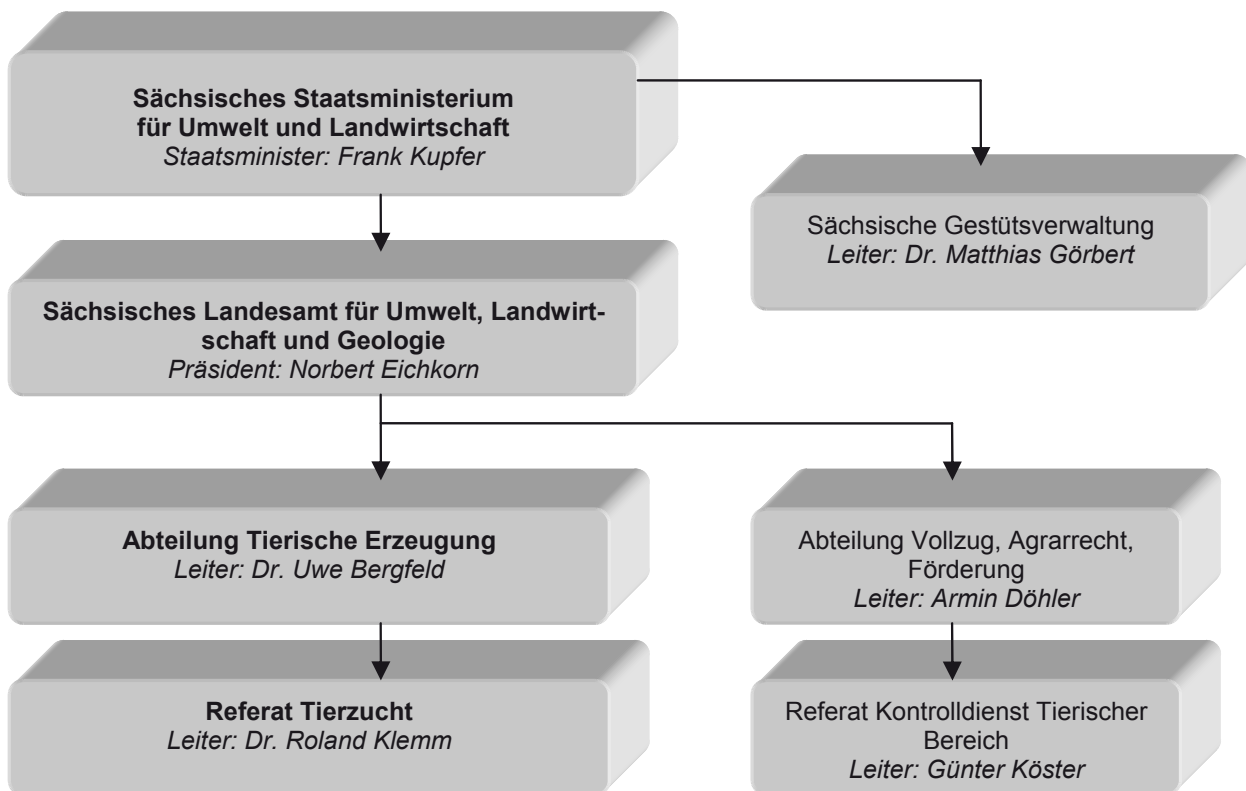 Sächsisches Staatsministerium
für Umwelt und Landwirtschaft
Staatsminister: Frank Kupfer
Sächsische Gestütsverwaltung
Leiter: Dr. Matthias Görbert
Sächsisches Landesamt für Umwelt, Landwirt-
schaft und Geologie
Präsident: Norbert Eichkorn
Abteilung Tierische Erzeugung
Leiter: Dr. Uwe Bergfeld
Abteilung Vollzug, Agrarrecht,
Förderung
Leiter: Armin Döhler
Referat Tierzucht
Leiter: Dr. Roland Klemm
Referat Kontrolldienst Tierischer
Bereich
Leiter: Günter Köster